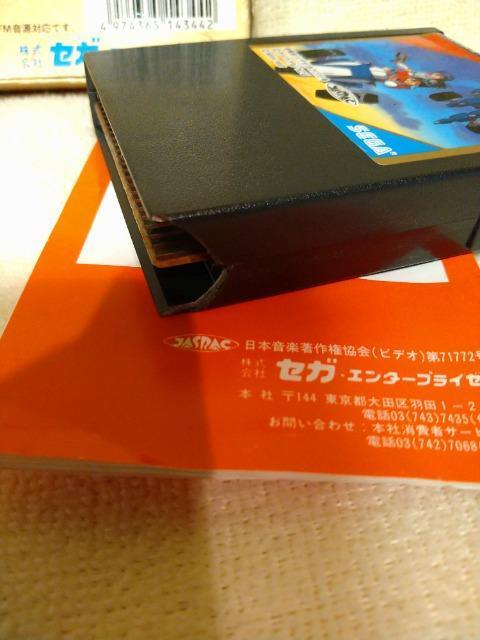 4974365143442
FM音源対応です。
株式会社 セガ
SEGA
JASRAC 日本音楽著作権協会(ビデオ)第71772号
株式会社 セガ・エンタープライゼ
本社 〒144 東京都大田区羽田1-2
電話03(743)7435(
お問い合わせ:本社消費者サービ
電話03(742)7068